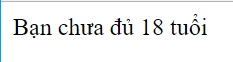 Bạn chưa đủ 18 tuổi